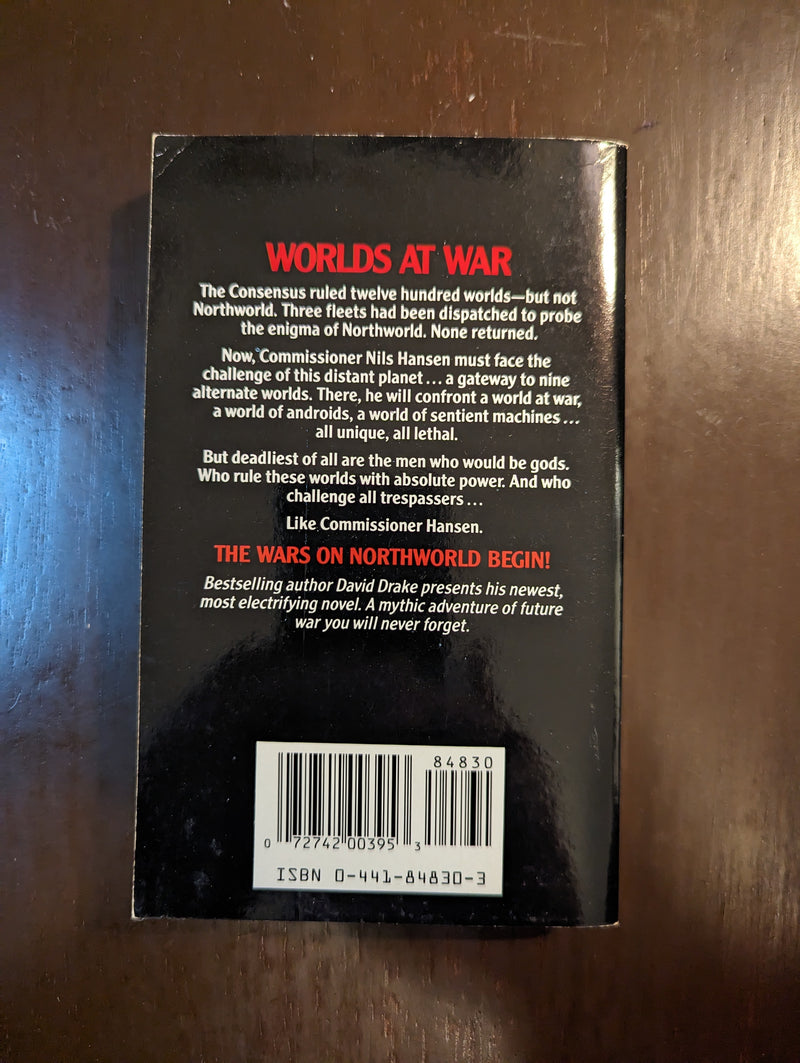 WORLDS AT WAR
The Consensus ruled twelve hundred worlds—but not
Northworld. Three fleets had been dispatched to probe
the enigma of Northworld. None returned.
Now, Commissioner Nils Hansen must face the
challenge of this distant planet... a gateway to nine
alternate worlds. There, he will confront a world at war,
a world of androids, a world of sentient machines...
all unique, all lethal.
But deadliest of all are the men who would be gods.
Who rule these worlds with absolute power. And who
challenge all trespassers...
Like Commissioner Hansen.
THE WARS ON NORTHWORLD BEGIN!
Bestselling author David Drake presents his newest,
most electrifying novel. A mythic adventure of future
war you will never forget.
84830
0 72742 00395 3
ISBN 0-441-84830-3